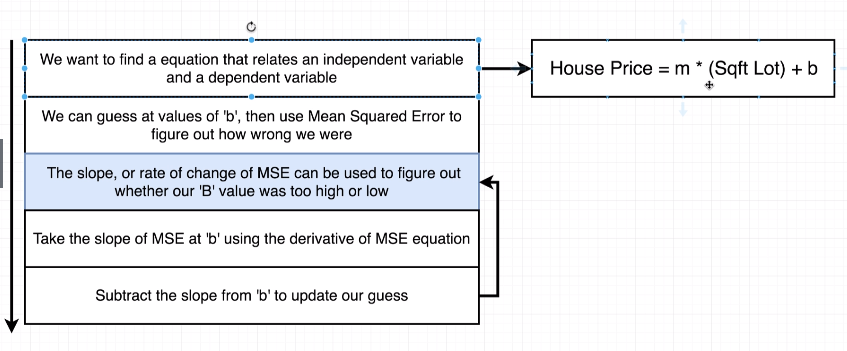 We want to find a equation that relates an independent variable
and a dependent variable
House Price = m * (Sqft Lot) + b
We can guess at values of 'b', then use Mean Squared Error to
figure out how wrong we were
The slope, or rate of change of MSE can be used to figure out
whether our 'B' value was too high or low
Take the slope of MSE at 'b' using the derivative of MSE equation
Subtract the slope from 'b' to update our guess